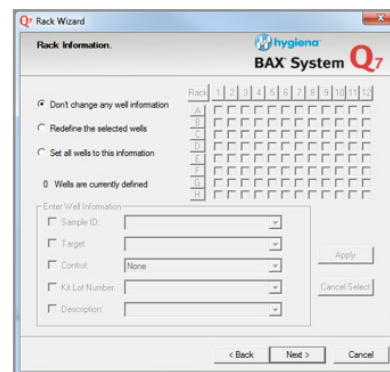 Q7 Rack Wizard
Rack Information.
hygiena
BAX System Q7
Rack 1 2 3 4 5 6 7 8 9 10 11 12
A
B
C
D
E
F
G
H
Don't change any well information
Redefine the selected wells
Set all wells to this information
0 Wells are currently defined
Enter Well Information
Sample ID:
Target
Control: None
Kit Lot Number:
Description:
Apply
Cancel Select
< Back Next > Cancel